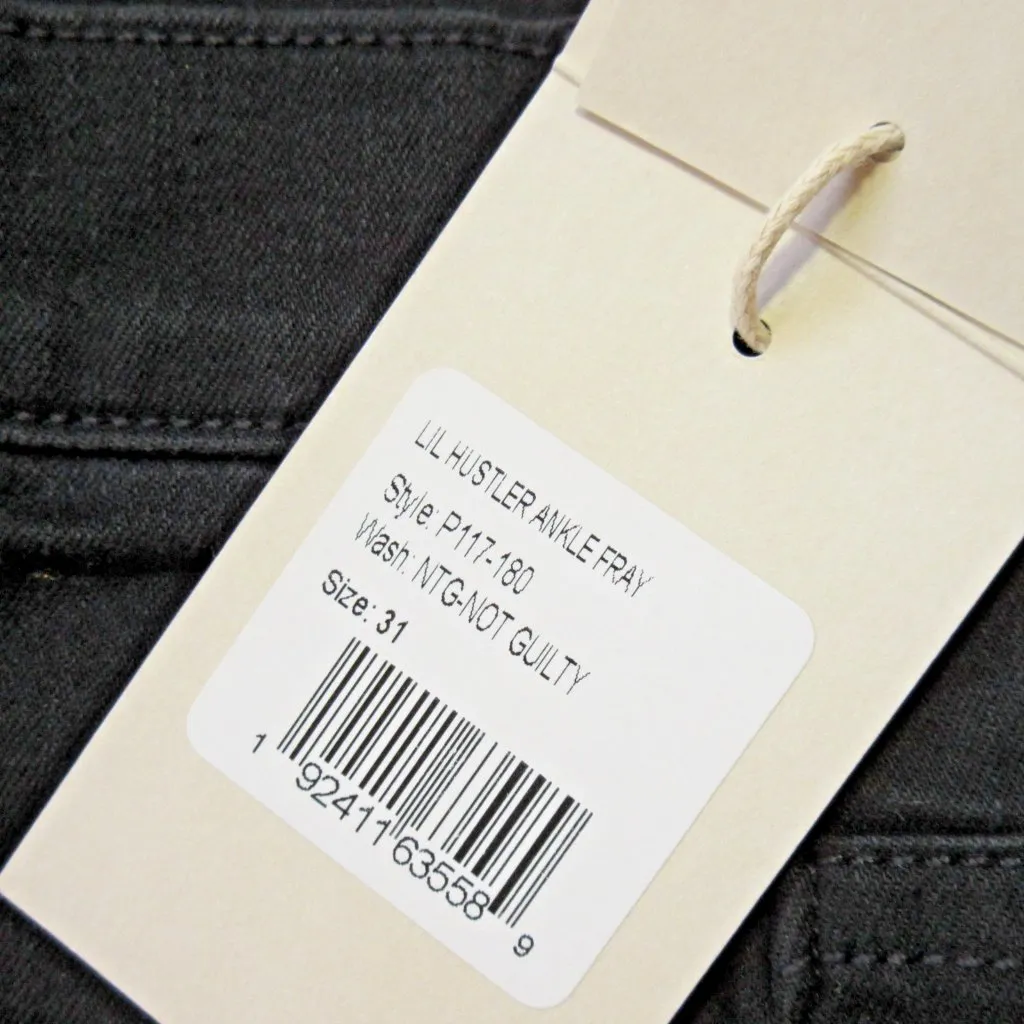 LIL HUSTLER ANKLE FRAY
Style: P117-180
Wash: NTG-NOT GUILTY
Size: 31
1 92411 63558 9